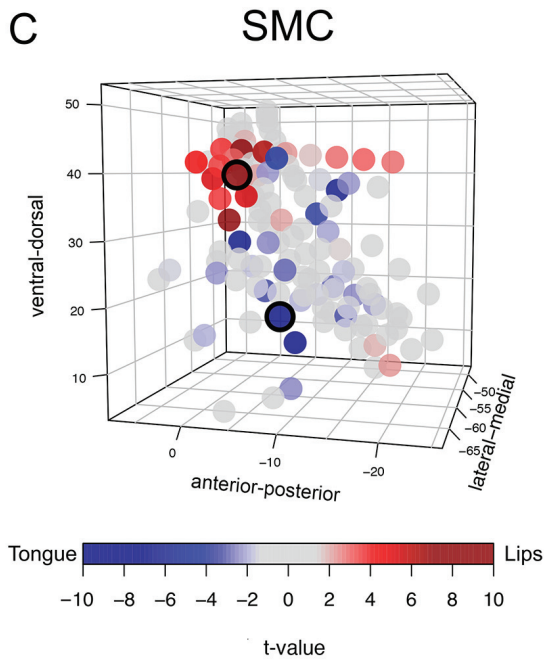 C
SMC
50
40
30
20
10
ventral-dorsal
0
−10
−20
anterior-posterior
−50
−55
−60
−65
lateral−medial
Tongue
Lips
−10 −8 −6 −4 −2 0 2 4 6 8 10
t-value